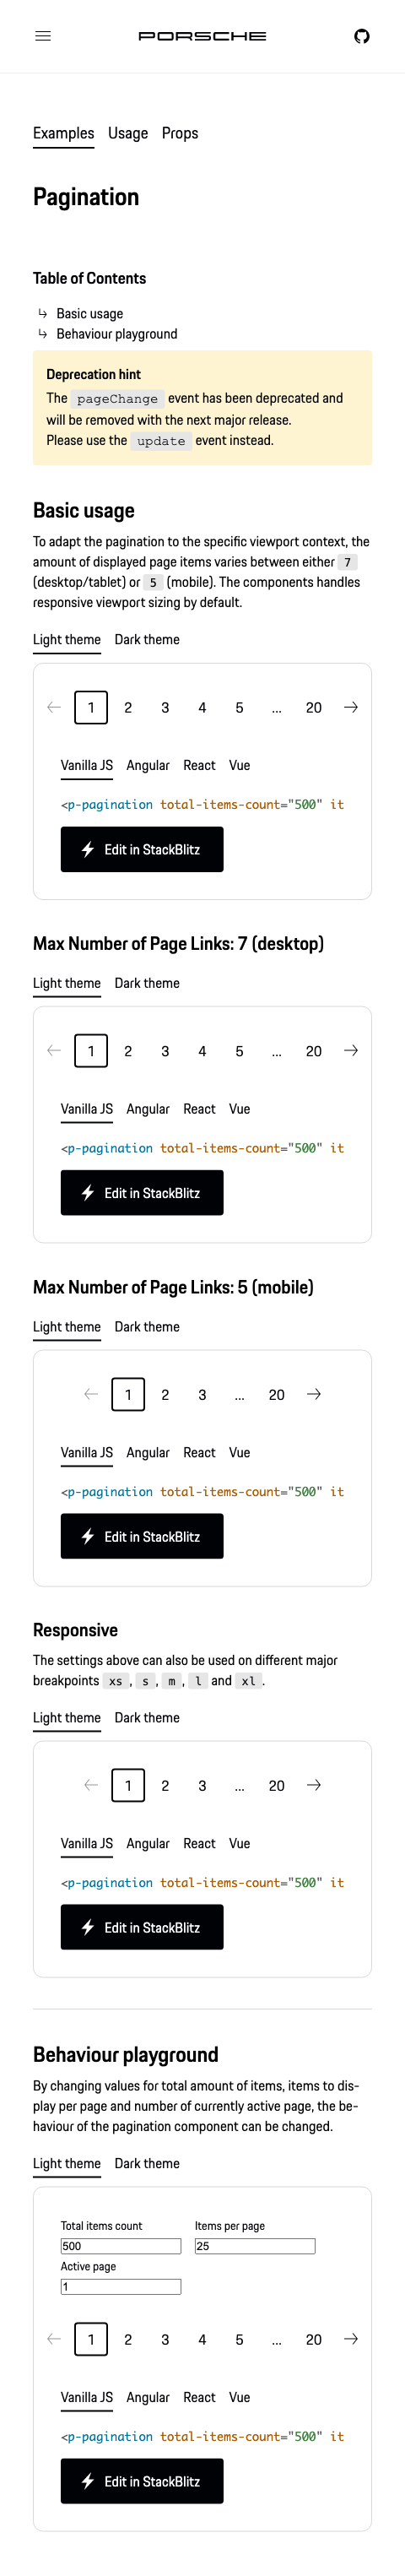 PORSCHE
Examples Usage Props
Pagination
Table of Contents
Basic usage
Behaviour playground
Deprecation hint
The pageChange event has been deprecated and
will be removed with the next major release.
Please use the update event instead.
Basic usage
To adapt the pagination to the specific viewport context, the
amount of displayed page items varies between either 7
(desktop/tablet) or 5 (mobile). The components handles
responsive viewport sizing by default.
Light theme Dark theme
1 2 3 4 5 ... 20
Vanilla JS Angular React Vue
<p-pagination total-items-count="500" it
Edit in StackBlitz
Max Number of Page Links: 7 (desktop)
Light theme Dark theme
1 2 3 4 5 ... 20
Vanilla JS Angular React Vue
<p-pagination total-items-count="500" it
Edit in StackBlitz
Max Number of Page Links: 5 (mobile)
Light theme Dark theme
1 2 3 ... 20
Vanilla JS Angular React Vue
<p-pagination total-items-count="500" it
Edit in StackBlitz
Responsive
The settings above can also be used on different major
breakpoints xs, s, m, l and xl.
Light theme Dark theme
1 2 3 ... 20
Vanilla JS Angular React Vue
<p-pagination total-items-count="500" it
Edit in StackBlitz
Behaviour playground
By changing values for total amount of items, items to dis-
play per page and number of currently active page, the be-
haviour of the pagination component can be changed.
Light theme Dark theme
Total items count Items per page
500 25
Active page
1
1 2 3 4 5 ... 20
Vanilla JS Angular React Vue
<p-pagination total-items-count="500" it
Edit in StackBlitz